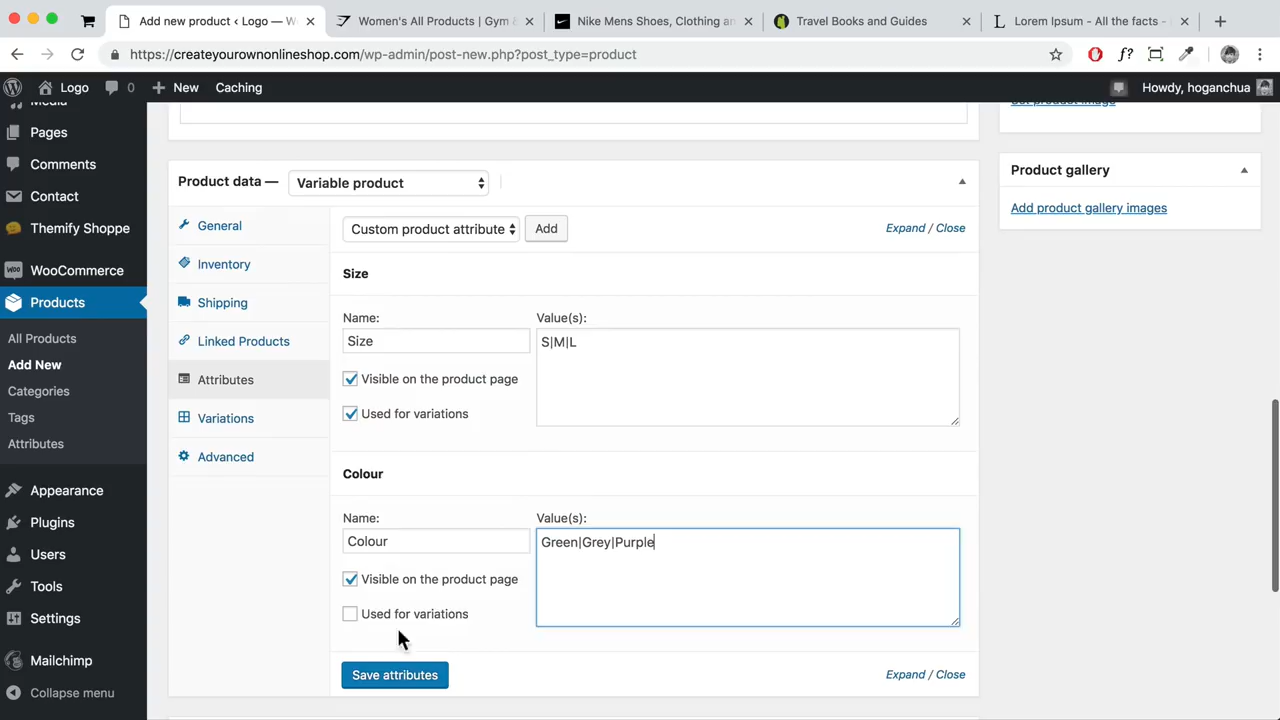 Add new product ‹ Logo — W
Women's All Products | Gym &
Nike Mens Shoes, Clothing an
Travel Books and Guides
Lorem Ipsum - All the facts -
https://createyourownonlineshop.com/wp-admin/post-new.php?post_type=product
f?
Logo
0
New
Caching
Howdy, hoganchua
Media
Pages
Comments
Contact
Themify Shoppe
WooCommerce
Products
All Products
Add New
Categories
Tags
Attributes
Appearance
Plugins
Users
Tools
Settings
Mailchimp
Collapse menu
Product data —
Variable product
General
Inventory
Shipping
Linked Products
Attributes
Variations
Advanced
Custom product attribute
Add
Expand / Close
Size
Name:
Value(s):
Size
S|M|L
Visible on the product page
Used for variations
Colour
Name:
Value(s):
Colour
Green|Grey|Purple
Visible on the product page
Used for variations
Save attributes
Expand / Close
Set product image
Product gallery
Add product gallery images